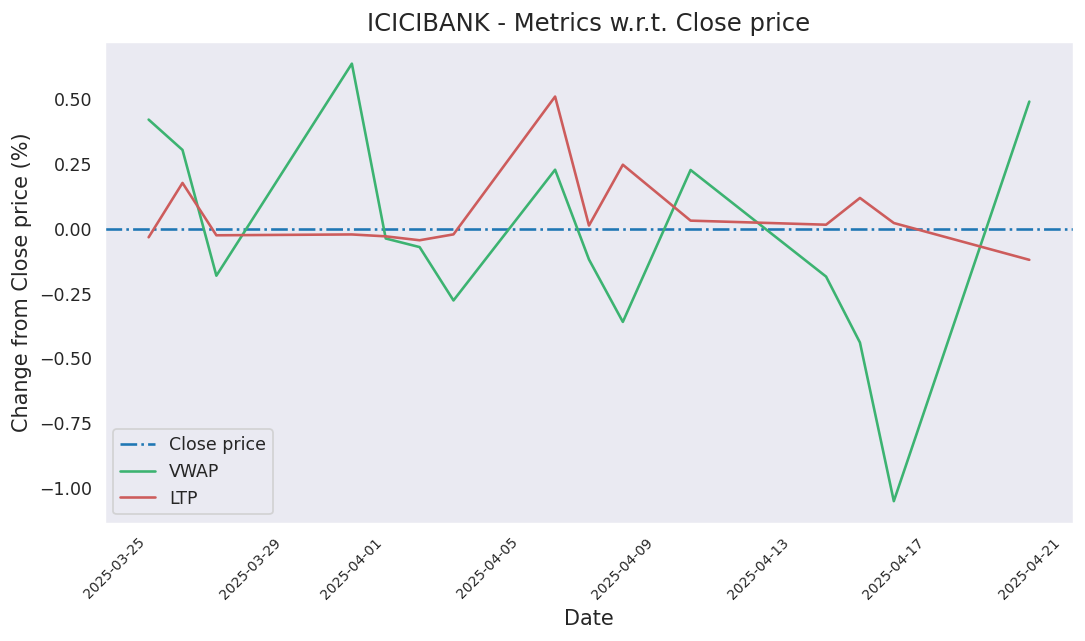 ICICIBANK - Metrics w.r.t. Close price
Change from Close price (%)
0.50
0.25
0.00
−0.25
−0.50
−0.75
−1.00
Close price
VWAP
LTP
2025-03-25
2025-03-29
2025-04-01
2025-04-05
2025-04-09
2025-04-13
2025-04-17
2025-04-21
Date